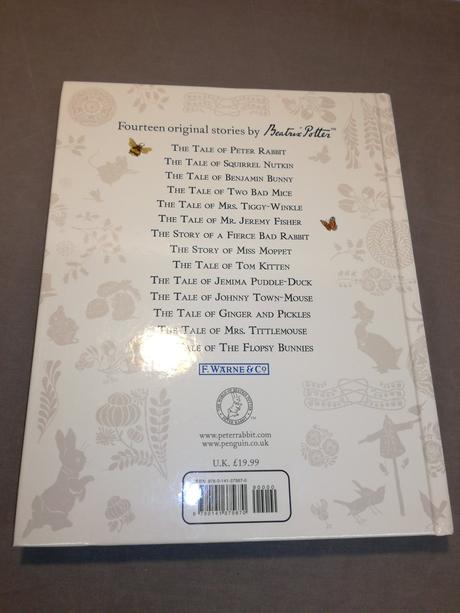 Fourteen original stories by Beatrix Potter™
The Tale of Peter Rabbit
The Tale of Squirrel Nutkin
The Tale of Benjamin Bunny
The Tale of Two Bad Mice
The Tale of Mrs. Tiggy-Winkle
The Tale of Mr. Jeremy Fisher
The Story of a Fierce Bad Rabbit
The Story of Miss Moppet
The Tale of Tom Kitten
The Tale of Jemima Puddle-Duck
The Tale of Johnny Town-Mouse
The Tale of Ginger and Pickles
The Tale of Mrs. Tittlemouse
Tale of The Flopsy Bunnies
F. Warne & Co
www.peterrabbit.com
www.penguin.co.uk
U.K. £19.99
90000